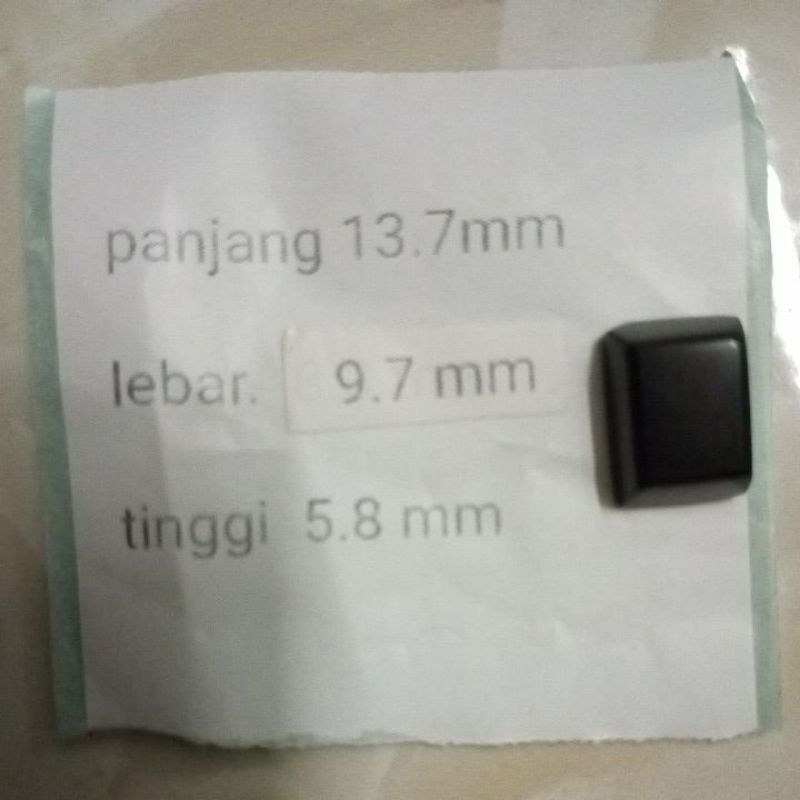 panjang 13.7mm
lebar. 9.7 mm
tinggi 5.8 mm